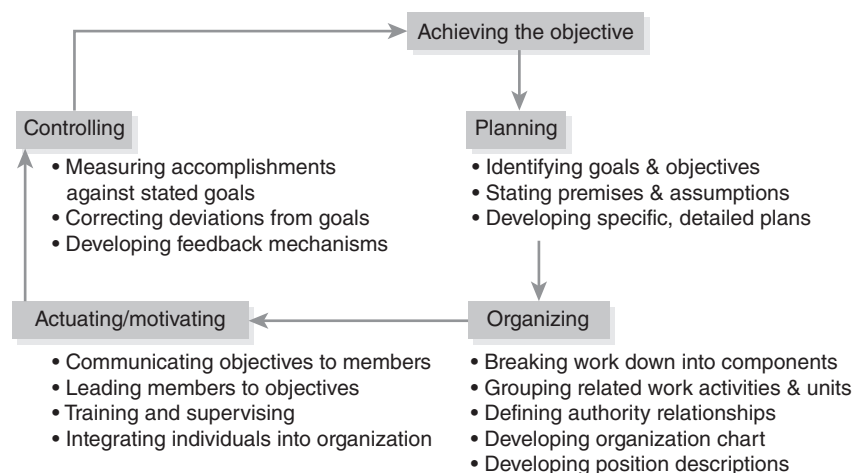 Achieving the objective
Controlling
• Measuring accomplishments
against stated goals
• Correcting deviations from goals
• Developing feedback mechanisms
Planning
• Identifying goals & objectives
• Stating premises & assumptions
• Developing specific, detailed plans
Actuating/motivating
• Communicating objectives to members
• Leading members to objectives
• Training and supervising
• Integrating individuals into organization
Organizing
• Breaking work down into components
• Grouping related work activities & units
• Defining authority relationships
• Developing organization chart
• Developing position descriptions